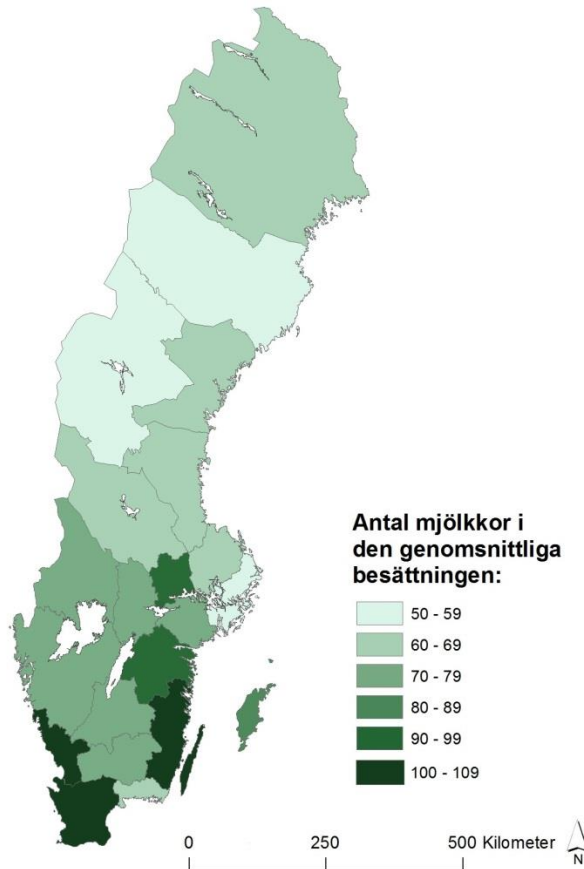 Antal mjölkkor i
den genomsnittliga
besättningen:
50 - 59
60 - 69
70 - 79
80 - 89
90 - 99
100 - 109
0 250 500 Kilometer
N